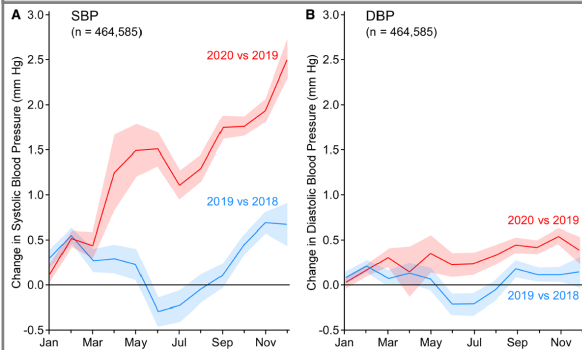 A
SBP
(n = 464,585)
Change in Systolic Blood Pressure (mm Hg)
3.0
2.5
2.0
1.5
1.0
0.5
0.0
-0.5
2020 vs 2019
2019 vs 2018
Jan Mar May Jul Sep Nov
B
DBP
(n = 464,585)
Change in Diastolic Blood Pressure (mm Hg)
3.0
2.5
2.0
1.5
1.0
0.5
0.0
-0.5
2020 vs 2019
2019 vs 2018
Jan Mar May Jul Sep Nov